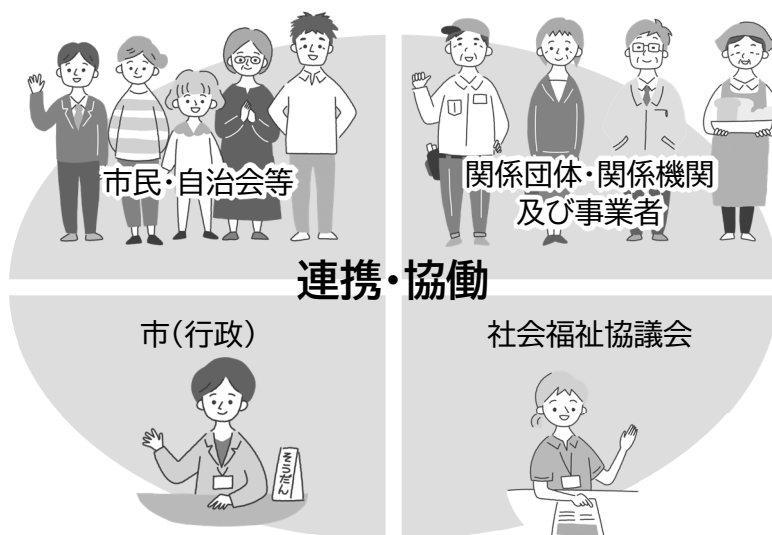 市民・自治会等
関係団体・関係機関
及び事業者
連携・協働
市（行政）
社会福祉協議会
そうだん